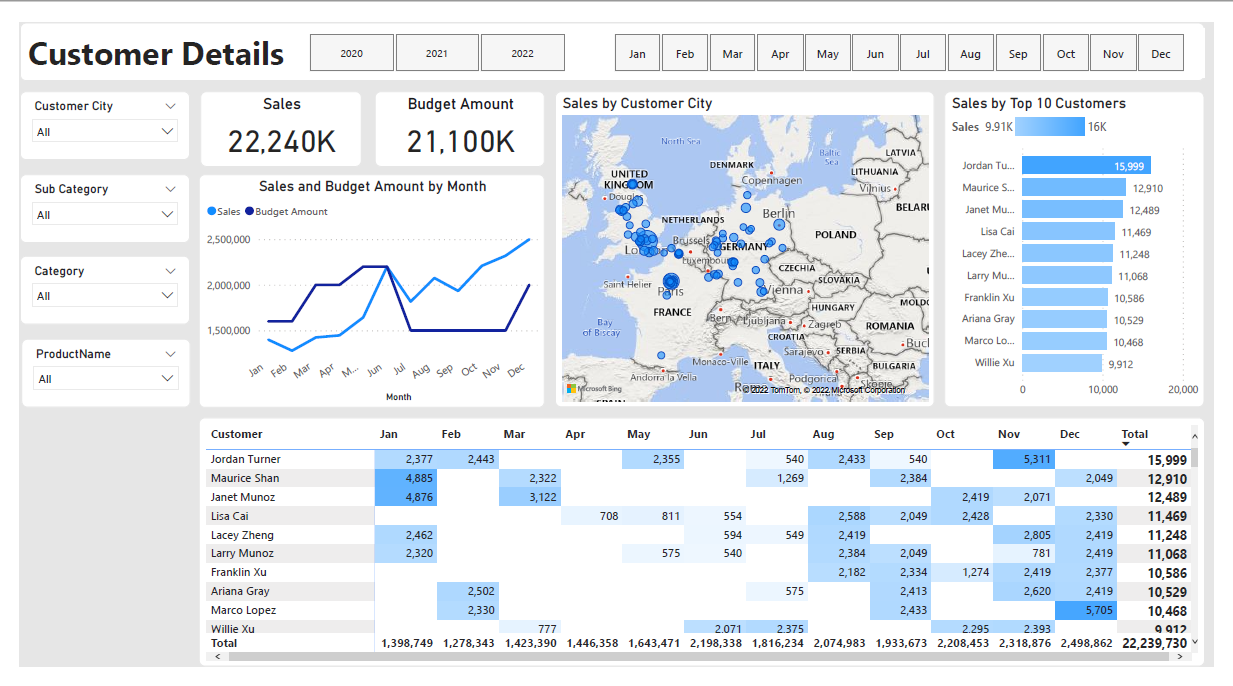 Customer Details
2020 2021 2022
Jan Feb Mar Apr May Jun Jul Aug Sep Oct Nov Dec
Customer City
All
Sub Category
All
Category
All
ProductName
All
Sales
22,240K
Budget Amount
21,100K
Sales and Budget Amount by Month
Sales Budget Amount
2,500,000
2,000,000
1,500,000
Jan Feb Mar Apr M... Jun Jul Aug Sep Oct Nov Dec
Month
Sales by Customer City
North Sea
Baltic
Sea
LATVIA
DENMARK
LITHUANIA
UNITED
KINGDOM
Copenhagen
Vilnius
Douglas
BELARU
Berlin
NETHERLANDS
POLAND
Brussels
GERMANY
Luxembourg
CZECHIA
SLOVAKIA
Saint Helier
Paris
Vienna
MOLDO
HUNGARY
FRANCE
Bern
Ljubljana
Zagreb
ROMANIA
Bay
of Biscay
CROATIA
Sarajevo
SERBIA
Monaco-Ville
ITALY
BULGARIA
Andorra la Vella
Podgorica
Skopje
Microsoft Bing
© 2022 TomTom, © 2022 Microsoft Corporation
Sales by Top 10 Customers
Sales 9.91K 16K
Jordan Tu... 15,999
Maurice S... 12,910
Janet Mu... 12,489
Lisa Cai 11,469
Lacey Zhe... 11,248
Larry Mu... 11,068
Franklin Xu 10,586
Ariana Gray 10,529
Marco Lo... 10,468
Willie Xu 9,912
0 10,000 20,000
Customer Jan Feb Mar Apr May Jun Jul Aug Sep Oct Nov Dec Total
Jordan Turner 2,377 2,443 2,355 540 2,433 540 5,311 15,999
Maurice Shan 4,885 2,322 1,269 2,384 2,049 12,910
Janet Munoz 4,876 3,122 2,419 2,071 12,489
Lisa Cai 708 811 554 2,588 2,049 2,428 2,330 11,469
Lacey Zheng 2,462 594 549 2,419 2,805 2,419 11,248
Larry Munoz 2,320 575 540 2,384 2,049 781 2,419 11,068
Franklin Xu 2,182 2,334 1,274 2,419 2,377 10,586
Ariana Gray 2,502 575 2,413 2,620 2,419 10,529
Marco Lopez 2,330 2,433 5,705 10,468
Willie Xu 777 2,071 2,375 2,295 2,393 9,912
Total 1,398,749 1,278,343 1,423,390 1,446,358 1,643,471 2,198,338 1,816,234 2,074,983 1,933,673 2,208,453 2,318,876 2,498,862 22,239,730